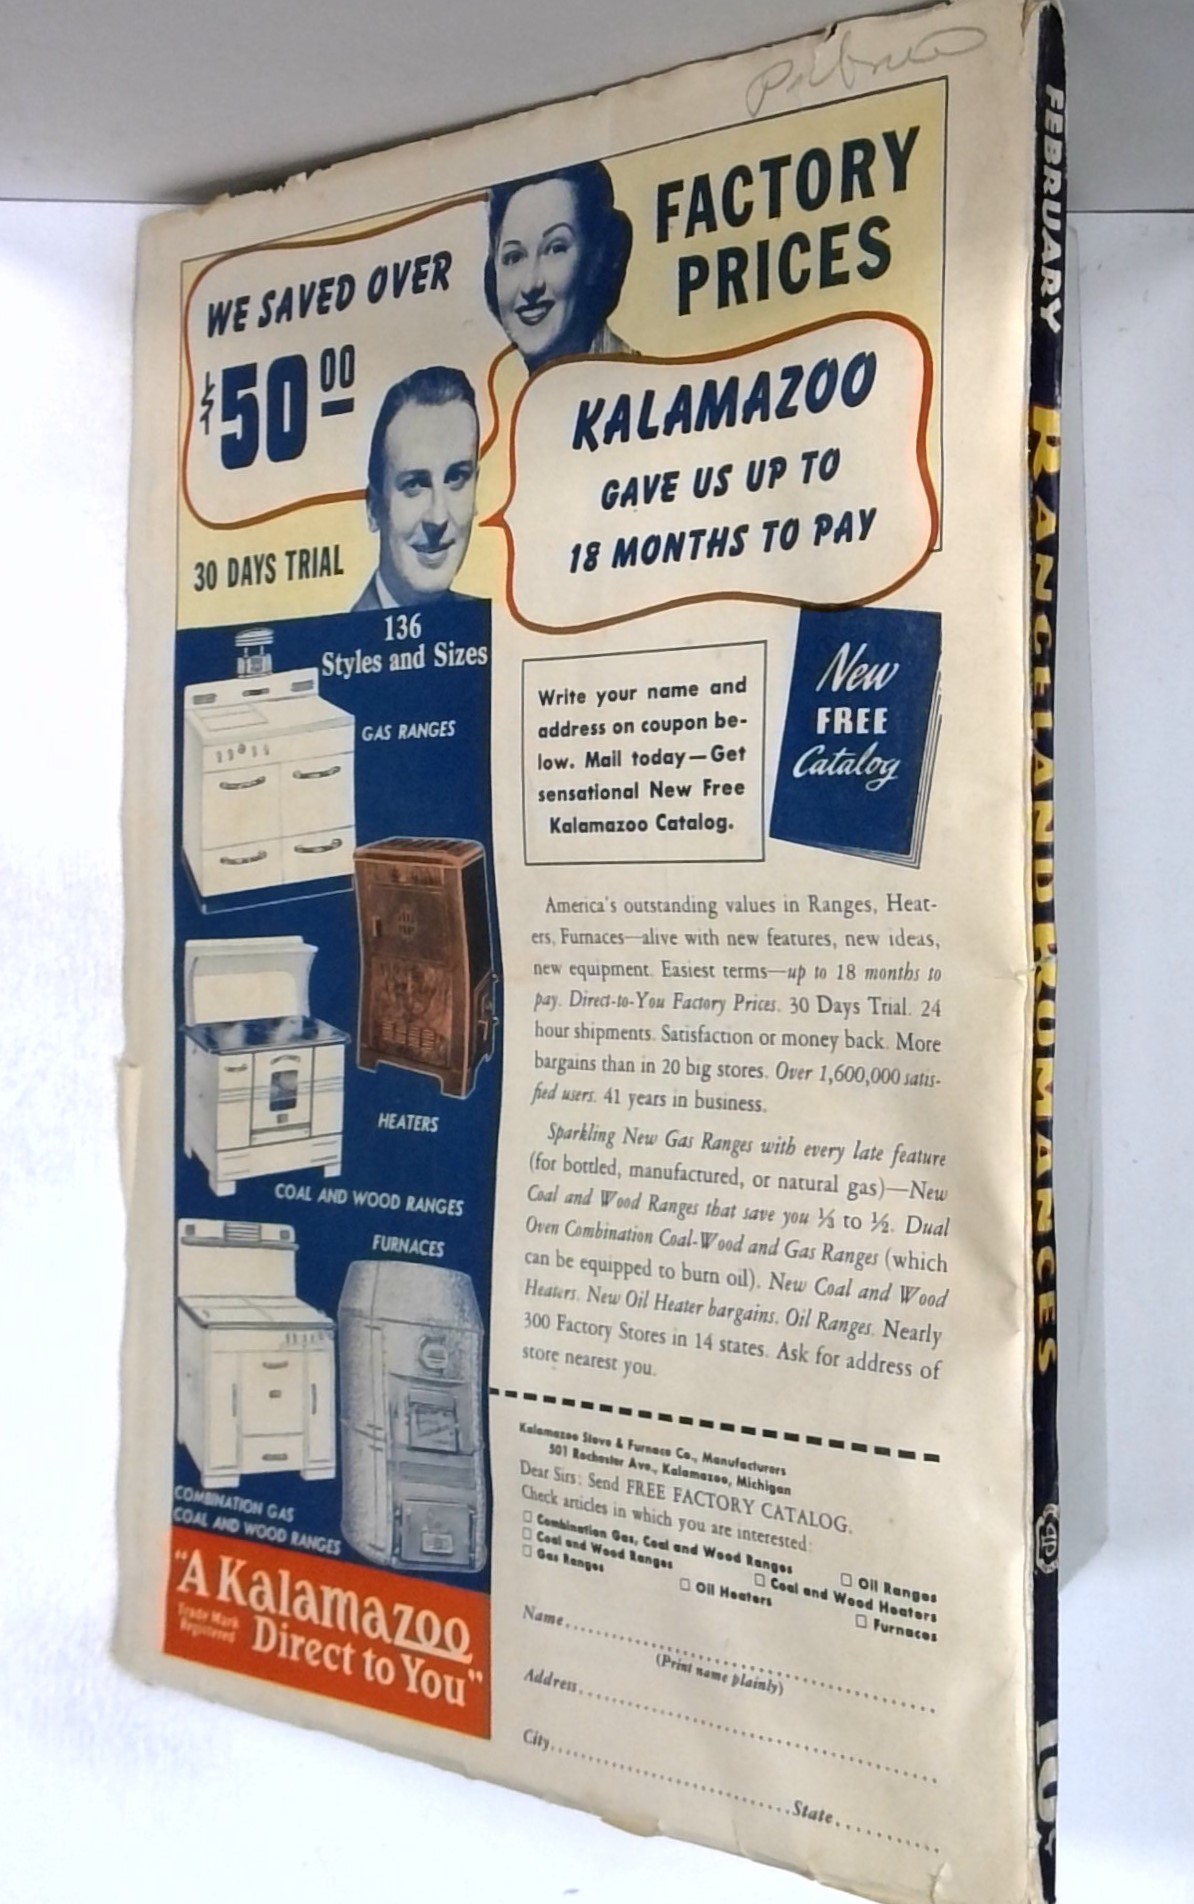 FACTORY
PRICES
WE SAVED OVER
$50 00
30 DAYS TRIAL
KALAMAZOO
GAVE US UP TO
18 MONTHS TO PAY
136
Styles and Sizes
GAS RANGES
HEATERS
COAL AND WOOD RANGES
FURNACES
COMBINATION GAS
COAL AND WOOD RANGES
"A Kalamazoo
Trade Mark
Registered
Direct to You"
Write your name and
address on coupon be-
low. Mail today—Get
sensational New Free
Kalamazoo Catalog.
New
FREE
Catalog
America's outstanding values in Ranges, Heat-
ers, Furnaces—alive with new features, new ideas,
new equipment. Easiest terms—up to 18 months to
pay. Direct-to-You Factory Prices. 30 Days Trial. 24
hour shipments. Satisfaction or money back. More
bargains than in 20 big stores. Over 1,600,000 satis-
fied users. 41 years in business.
Sparkling New Gas Ranges with every late feature
(for bottled, manufactured, or natural gas)—New
Coal and Wood Ranges that save you ⅓ to ½. Dual
Oven Combination Coal-Wood and Gas Ranges (which
can be equipped to burn oil). New Coal and Wood
Heaters. New Oil Heater bargains. Oil Ranges. Nearly
300 Factory Stores in 14 states. Ask for address of
store nearest you.
Kalamazoo Stove & Furnace Co., Manufacturers
501 Rochester Ave., Kalamazoo, Michigan
Dear Sirs: Send FREE FACTORY CATALOG.
Check articles in which you are interested:
☐ Combination Gas, Coal and Wood Ranges ☐ Oil Ranges
☐ Coal and Wood Ranges ☐ Coal and Wood Heaters
☐ Gas Ranges ☐ Oil Heaters ☐ Furnaces
Name
(Print name plainly)
Address
City State
FEBRUARY RANGELAND ROMANCES 10¢